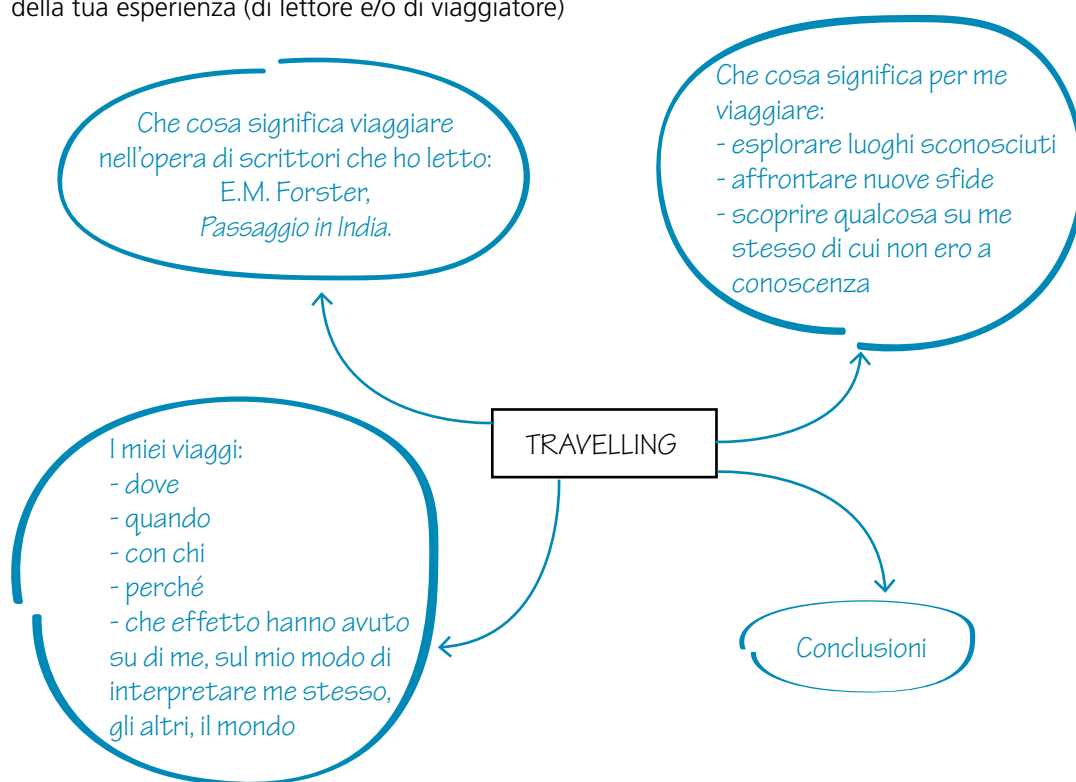 della tua esperienza (di lettore e/o di viaggiatore)
Che cosa significa viaggiare
nell'opera di scrittori che ho letto:
E.M. Forster,
Passaggio in India.
Che cosa significa per me
viaggiare:
- esplorare luoghi sconosciuti
- affrontare nuove sfide
- scoprire qualcosa su me
stesso di cui non ero a
conoscenza
TRAVELLING
I miei viaggi:
- dove
- quando
- con chi
- perché
- che effetto hanno avuto
su di me, sul mio modo di
interpretare me stesso,
gli altri, il mondo
Conclusioni